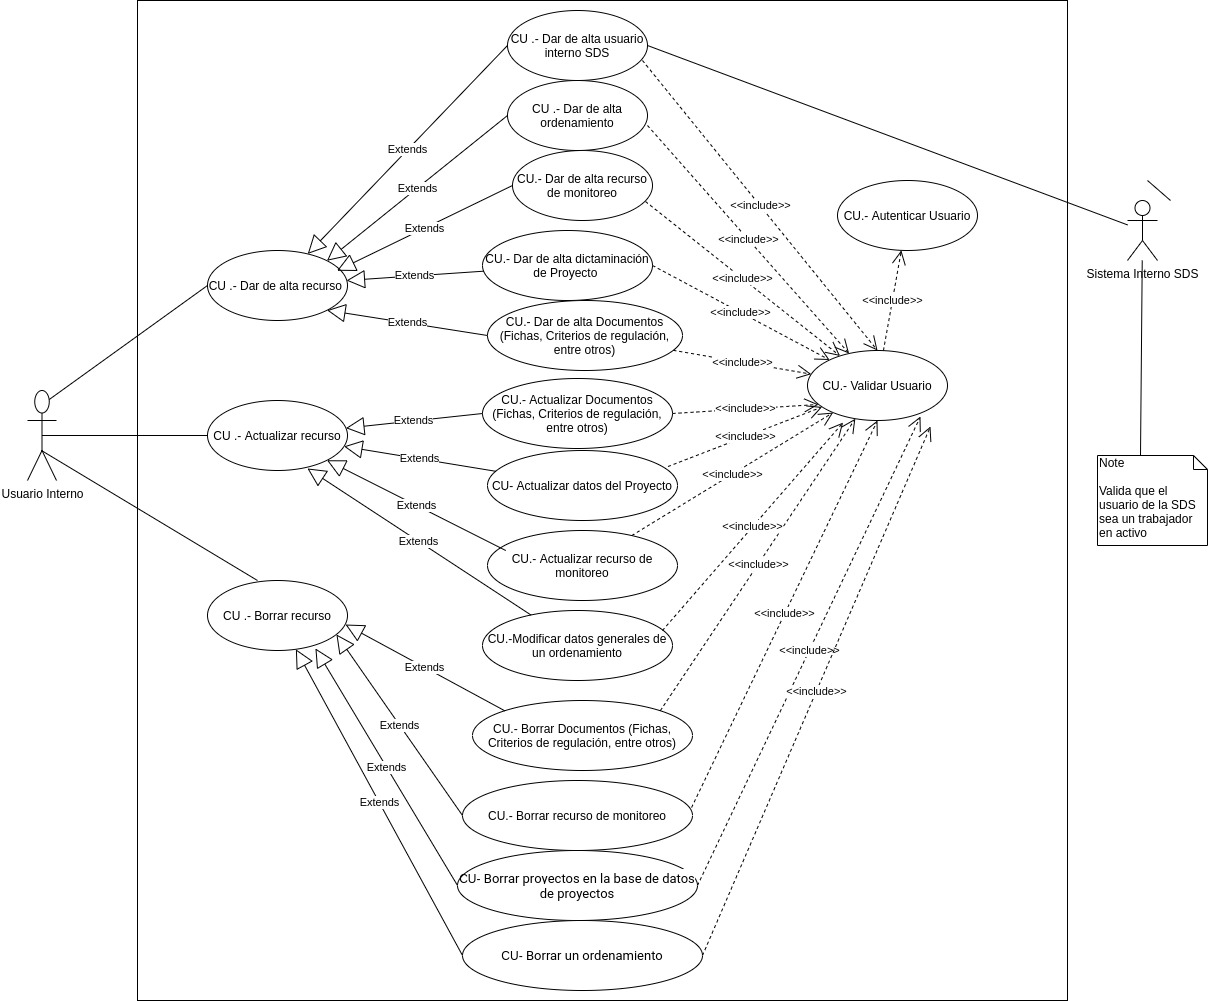 CU .- Dar de alta usuario
interno SDS
CU .- Dar de alta
ordenamiento
Extends
CU.- Dar de alta recurso
de monitoreo
Extends
<<include>>
CU.- Autenticar Usuario
Extends
<<include>>
CU.- Dar de alta dictaminación
de Proyecto
Sistema Interno SDS
Extends
<<include>>
CU .- Dar de alta recurso
<<include>>
<<include>>
CU.- Dar de alta Documentos
(Fichas, Criterios de regulación,
entre otros)
Extends
<<include>>
CU.- Validar Usuario
CU.- Actualizar Documentos
(Fichas, Criterios de regulación,
entre otros)
Extends
<<include>>
CU .- Actualizar recurso
<<include>>
Extends
<<include>>
CU- Actualizar datos del Proyecto
Usuario Interno
Note
Valida que el
usuario de la SDS
sea un trabajador
en activo
Extends
<<include>>
Extends
CU.- Actualizar recurso de
monitoreo
<<include>>
CU .- Borrar recurso
<<include>>
CU.-Modificar datos generales de
un ordenamiento
<<include>>
Extends
<<include>>
Extends
CU.- Borrar Documentos (Fichas,
Criterios de regulación, entre otros)
Extends
Extends
CU.- Borrar recurso de monitoreo
CU- Borrar proyectos en la base de datos
de proyectos
CU- Borrar un ordenamiento